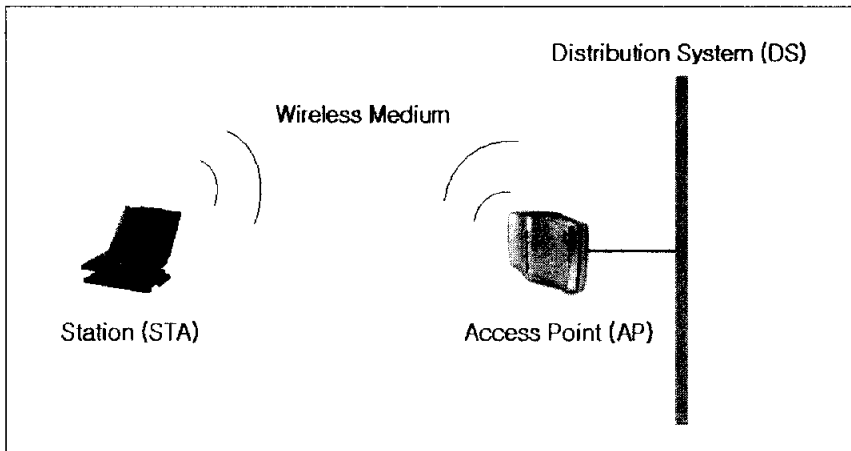 Distribution System (DS)
Wireless Medium
Station (STA)
Access Point (AP)